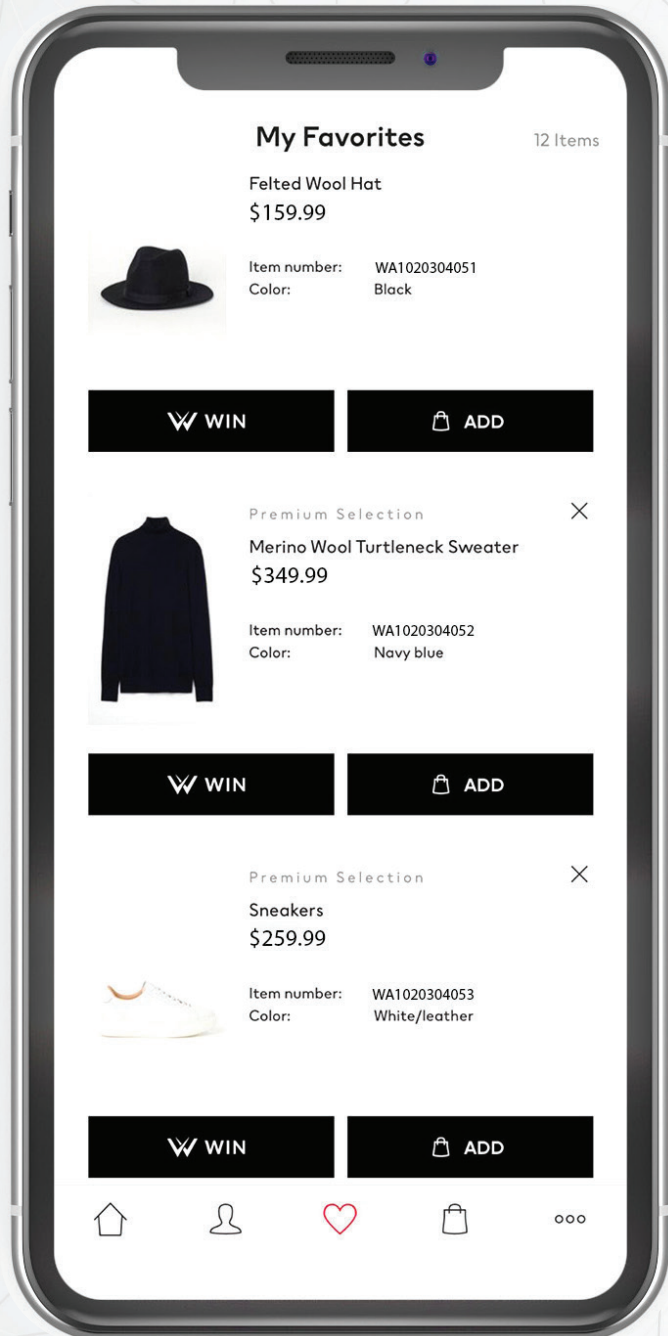 My Favorites 12 Items
Felted Wool Hat
$159.99
Item number: WA1020304051
Color: Black
WIN ADD
Premium Selection
Merino Wool Turtleneck Sweater
$349.99
Item number: WA1020304052
Color: Navy blue
WIN ADD
Premium Selection
Sneakers
$259.99
Item number: WA1020304053
Color: White/leather
WIN ADD